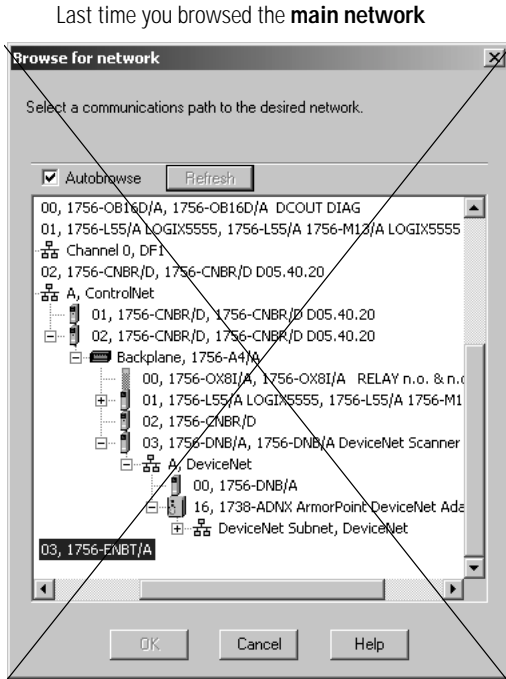 Last time you browsed the main network
Browse for network
Select a communications path to the desired network.
Autobrowse
Refresh
00, 1756-OB16D/A, 1756-OB16D/A DCOUT DIAG
01, 1756-L55/A LOGIX5555, 1756-L55/A 1756-M13/A LOGIX5555
Channel 0, DF1
02, 1756-CNBR/D, 1756-CNBR/D D05.40.20
A, ControlNet
01, 1756-CNBR/D, 1756-CNBR/D D05.40.20
02, 1756-CNBR/D, 1756-CNBR/D D05.40.20
Backplane, 1756-A4/A
00, 1756-OX8I/A, 1756-OX8I/A RELAY n.o. & n.c
01, 1756-L55/A LOGIX5555, 1756-L55/A 1756-M1
02, 1756-CNBR/D
03, 1756-DNB/A, 1756-DNB/A DeviceNet Scanner
A, DeviceNet
00, 1756-DNB/A
16, 1738-ADNX ArmorPoint DeviceNet Ada
DeviceNet Subnet, DeviceNet
03, 1756-ENBT/A
OK
Cancel
Help